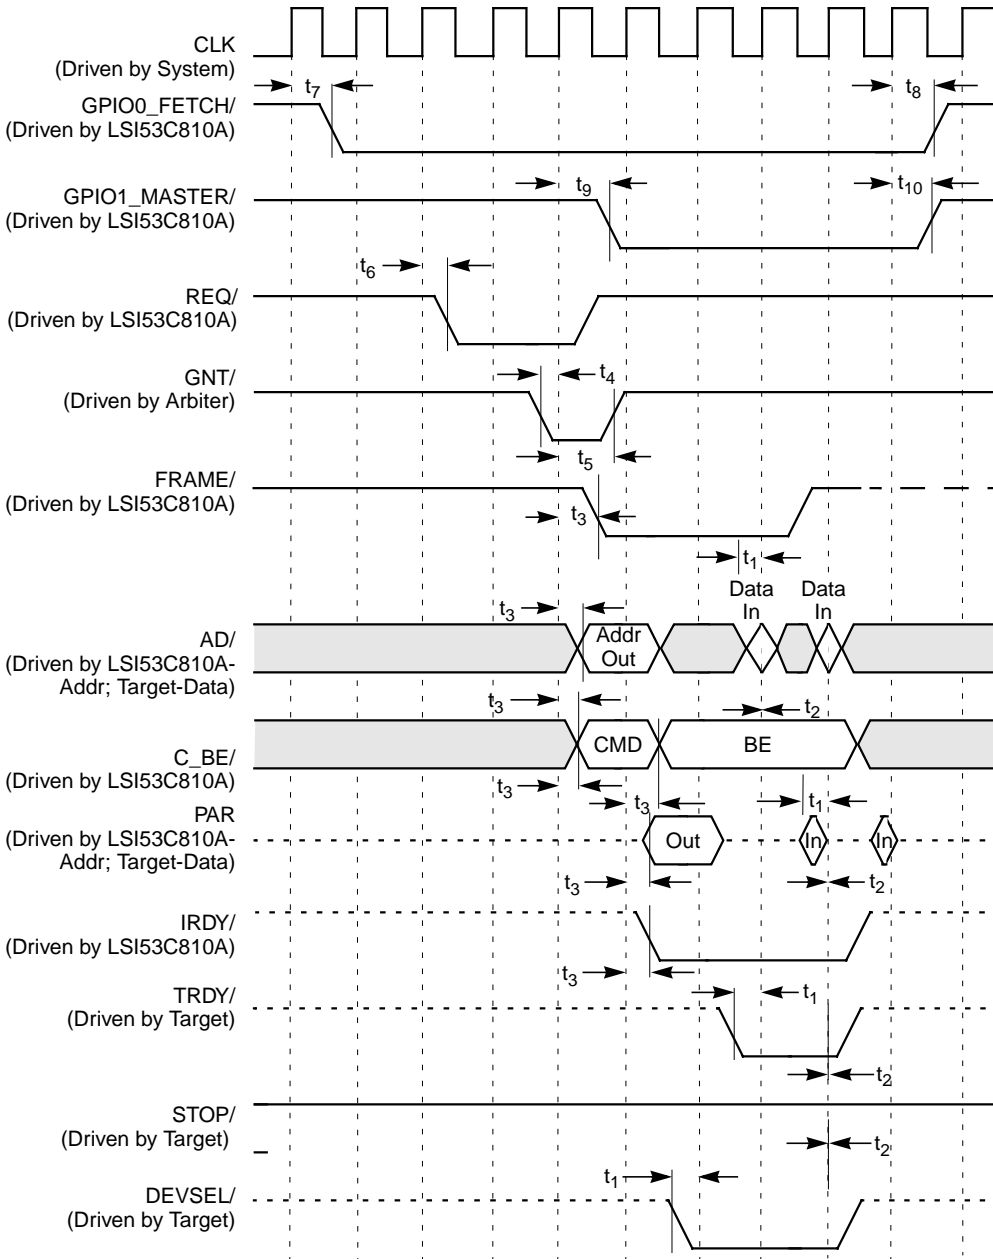 CLK
(Driven by System)
t7
t8
GPIO0_FETCH/
(Driven by LSI53C810A)
t9
t10
GPIO1_MASTER/
(Driven by LSI53C810A)
t6
REQ/
(Driven by LSI53C810A)
GNT/
(Driven by Arbiter)
t4
t5
FRAME/
(Driven by LSI53C810A)
t3
t1
Data
In
Data
In
t3
AD/
(Driven by LSI53C810A-
Addr; Target-Data)
Addr
Out
t3
t2
C_BE/
(Driven by LSI53C810A)
CMD
BE
t3
t3
t1
PAR
(Driven by LSI53C810A-
Addr; Target-Data)
Out
In
In
t3
t2
IRDY/
(Driven by LSI53C810A)
t3
t1
TRDY/
(Driven by Target)
t2
STOP/
(Driven by Target)
t2
t1
DEVSEL/
(Driven by Target)